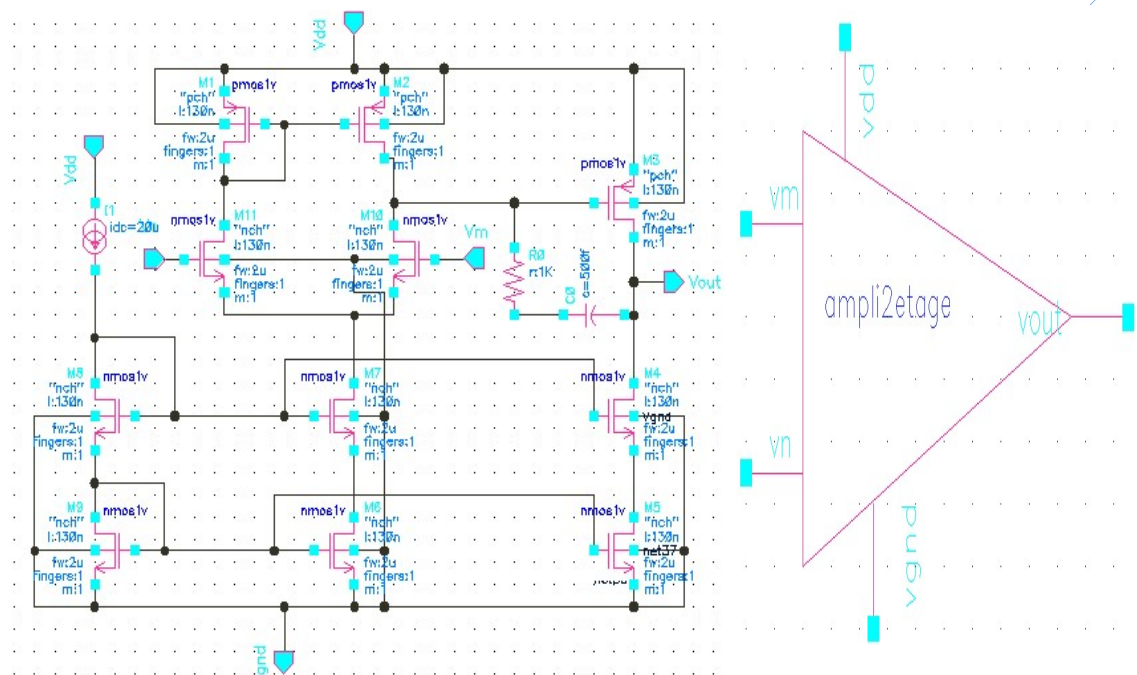 Vdd
M1
pmos1v
"pch"
l:130n
fw:2u
fingers:1
m:1
pmos1v
M2
"pch"
l:130n
fw:2u
fingers:1
m:1
Vdd
I1
idc=20u
pmos1v
M3
"pch"
l:130n
fw:2u
fingers:1
m:1
nmos1v
M11
"nch"
l:130n
fw:2u
fingers:1
m:1
M10
nmos1v
"nch"
l:130n
fw:2u
fingers:1
m:1
Vm
R0
r:1K
C0
c=500f
Vout
M8
nmos1v
"nch"
l:130n
fw:2u
fingers:1
m:1
nmos1v
M7
"nch"
l:130n
fw:2u
fingers:1
m:1
nmos1v
M4
"nch"
l:130n
vgnd
fw:2u
fingers:1
m:1
M9
nmos1v
"nch"
l:130n
fw:2u
fingers:1
m:1
nmos1v
M6
"nch"
l:130n
fw:2u
fingers:1
m:1
nmos1v
M5
"nch"
l:130n
net37
fw:2u
fingers:1
m:1
gnd
vdd
vm
ampli2etage
vout
vn
vgnd